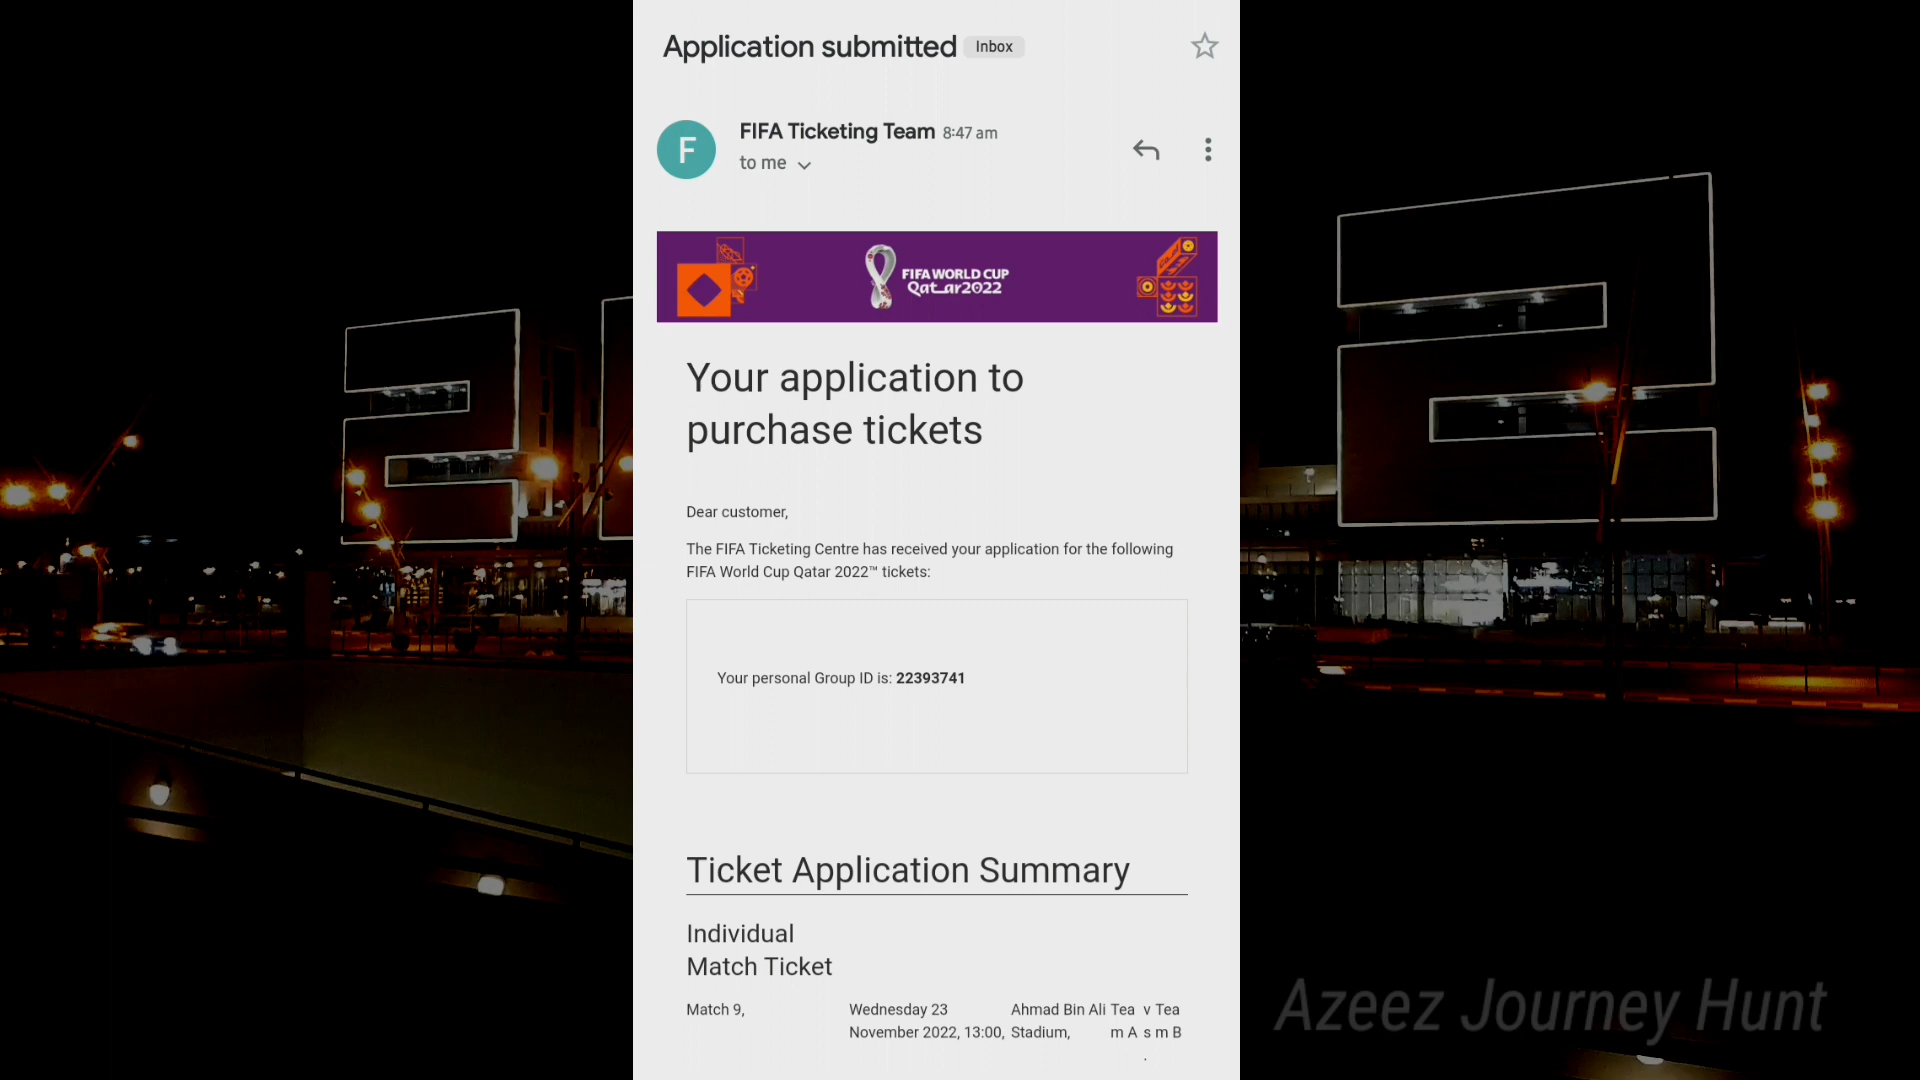 Application submitted Inbox
F
FIFA Ticketing Team 8:47 am
to me
FIFA WORLD CUP
Qatar2022
Your application to
purchase tickets
Dear customer,
The FIFA Ticketing Centre has received your application for the following
FIFA World Cup Qatar 2022™ tickets:
Your personal Group ID is: 22393741
Ticket Application Summary
Individual
Match Ticket
Match 9, Wednesday 23 Ahmad Bin Ali Tea v Tea
November 2022, 13:00, Stadium, m A s m B
.
Azeez Journey Hunt